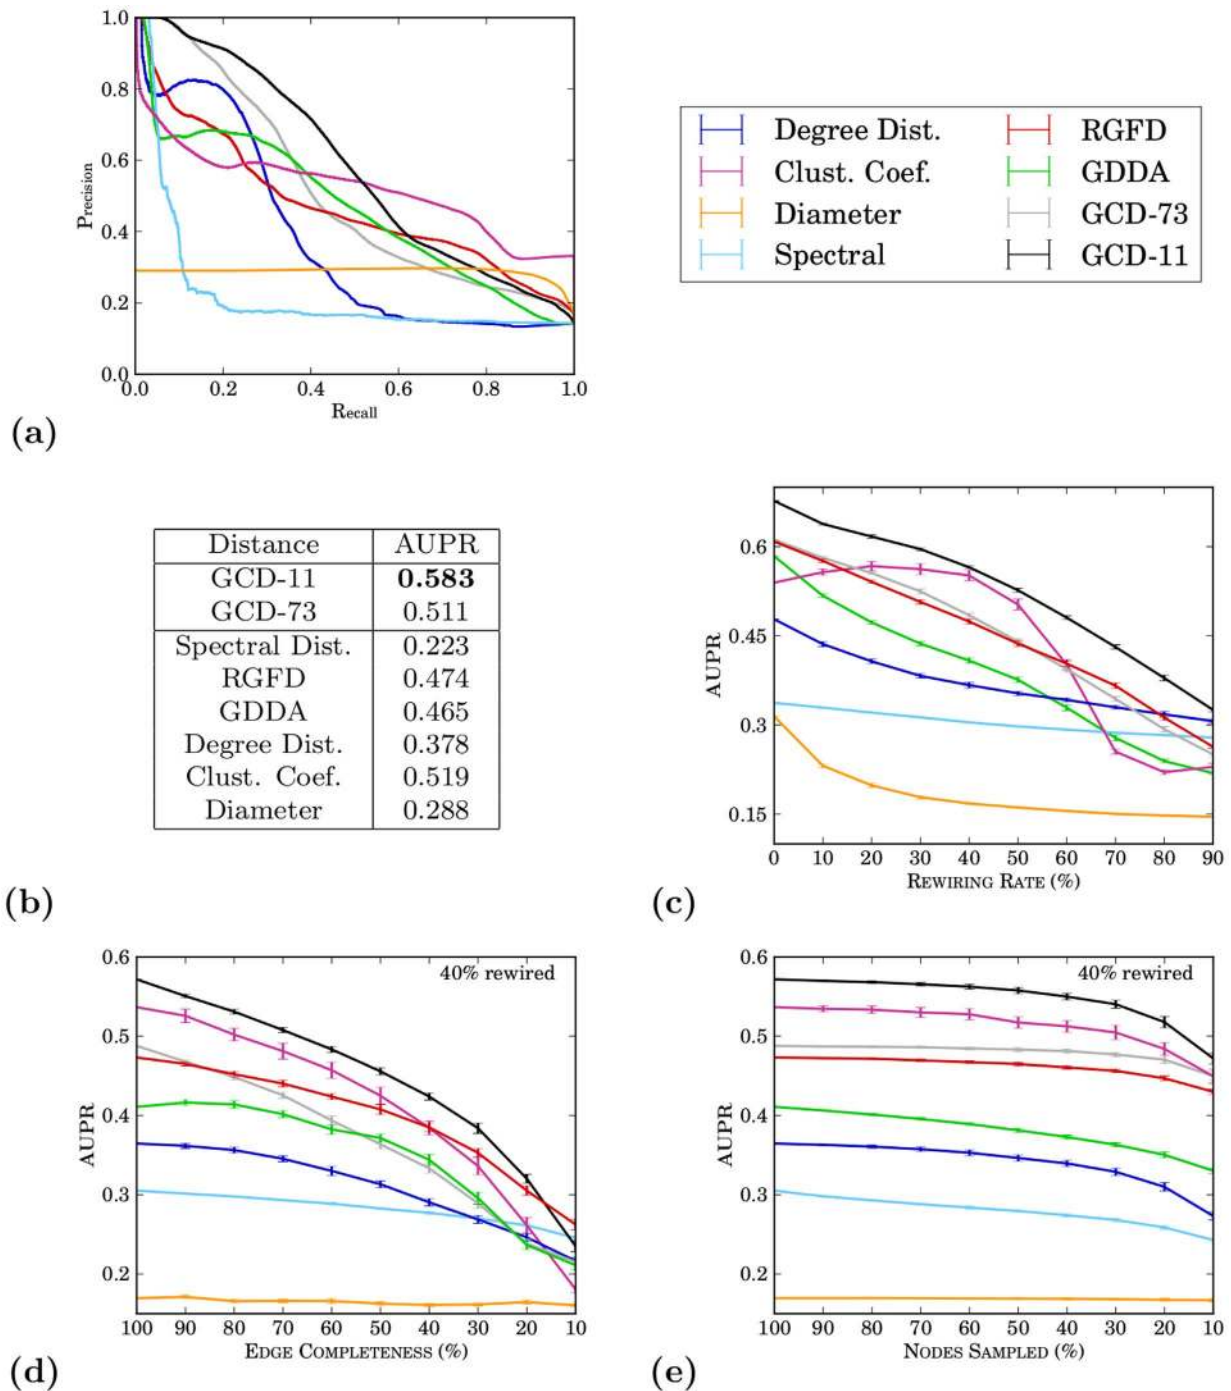 1.0
0.8
0.6
0.4
0.2
0.0
Precision
0.0 0.2 0.4 0.6 0.8 1.0
Recall
(a)
Degree Dist.
Clust. Coef.
Diameter
Spectral
RGFD
GDDA
GCD-73
GCD-11
Distance AUPR
GCD-11 0.583
GCD-73 0.511
Spectral Dist. 0.223
RGFD 0.474
GDDA 0.465
Degree Dist. 0.378
Clust. Coef. 0.519
Diameter 0.288
(b)
0.6
0.45
0.3
0.15
AUPR
0 10 20 30 40 50 60 70 80 90
REWIRING RATE (%)
(c)
40% rewired
0.6
0.5
0.4
0.3
0.2
AUPR
100 90 80 70 60 50 40 30 20 10
EDGE COMPLETENESS (%)
(d)
40% rewired
0.6
0.5
0.4
0.3
0.2
AUPR
100 90 80 70 60 50 40 30 20 10
NODES SAMPLED (%)
(e)